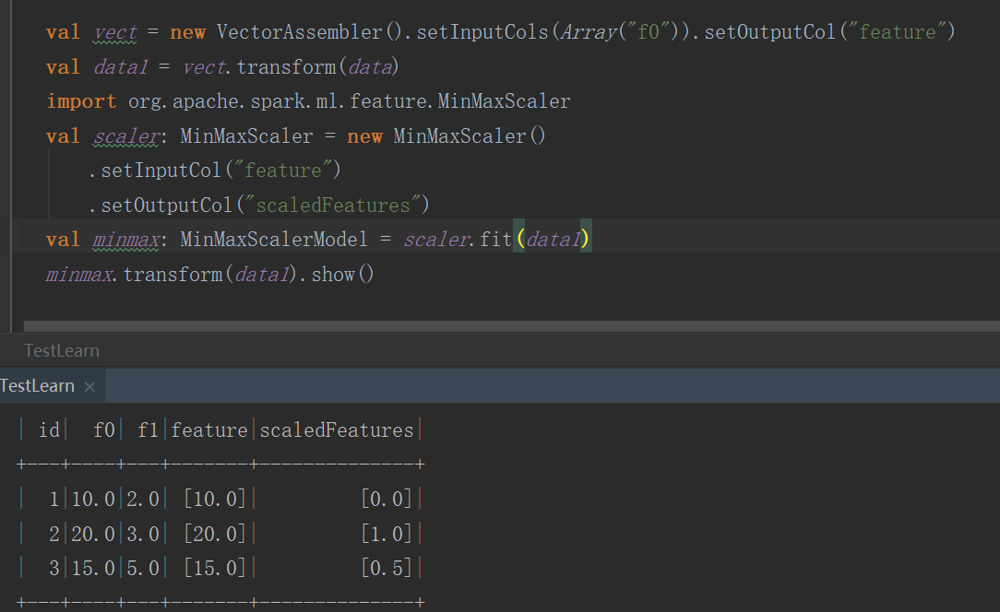 val vect = new VectorAssembler().setInputCols(Array("f0")).setOutputCol("feature")
val data1 = vect.transform(data)
import org.apache.spark.ml.feature.MinMaxScaler
val scaler: MinMaxScaler = new MinMaxScaler()
.setInputCol("feature")
.setOutputCol("scaledFeatures")
val minmax: MinMaxScalerModel = scaler.fit(data1)
minmax.transform(data1).show()
TestLearn
TestLearn ×
| id|  f0| f1|feature|scaledFeatures|
+---+----+---+-------+--------------+
|  1|10.0|2.0| [10.0]|         [0.0]|
|  2|20.0|3.0| [20.0]|         [1.0]|
|  3|15.0|5.0| [15.0]|         [0.5]|
+---+----+---+-------+--------------+